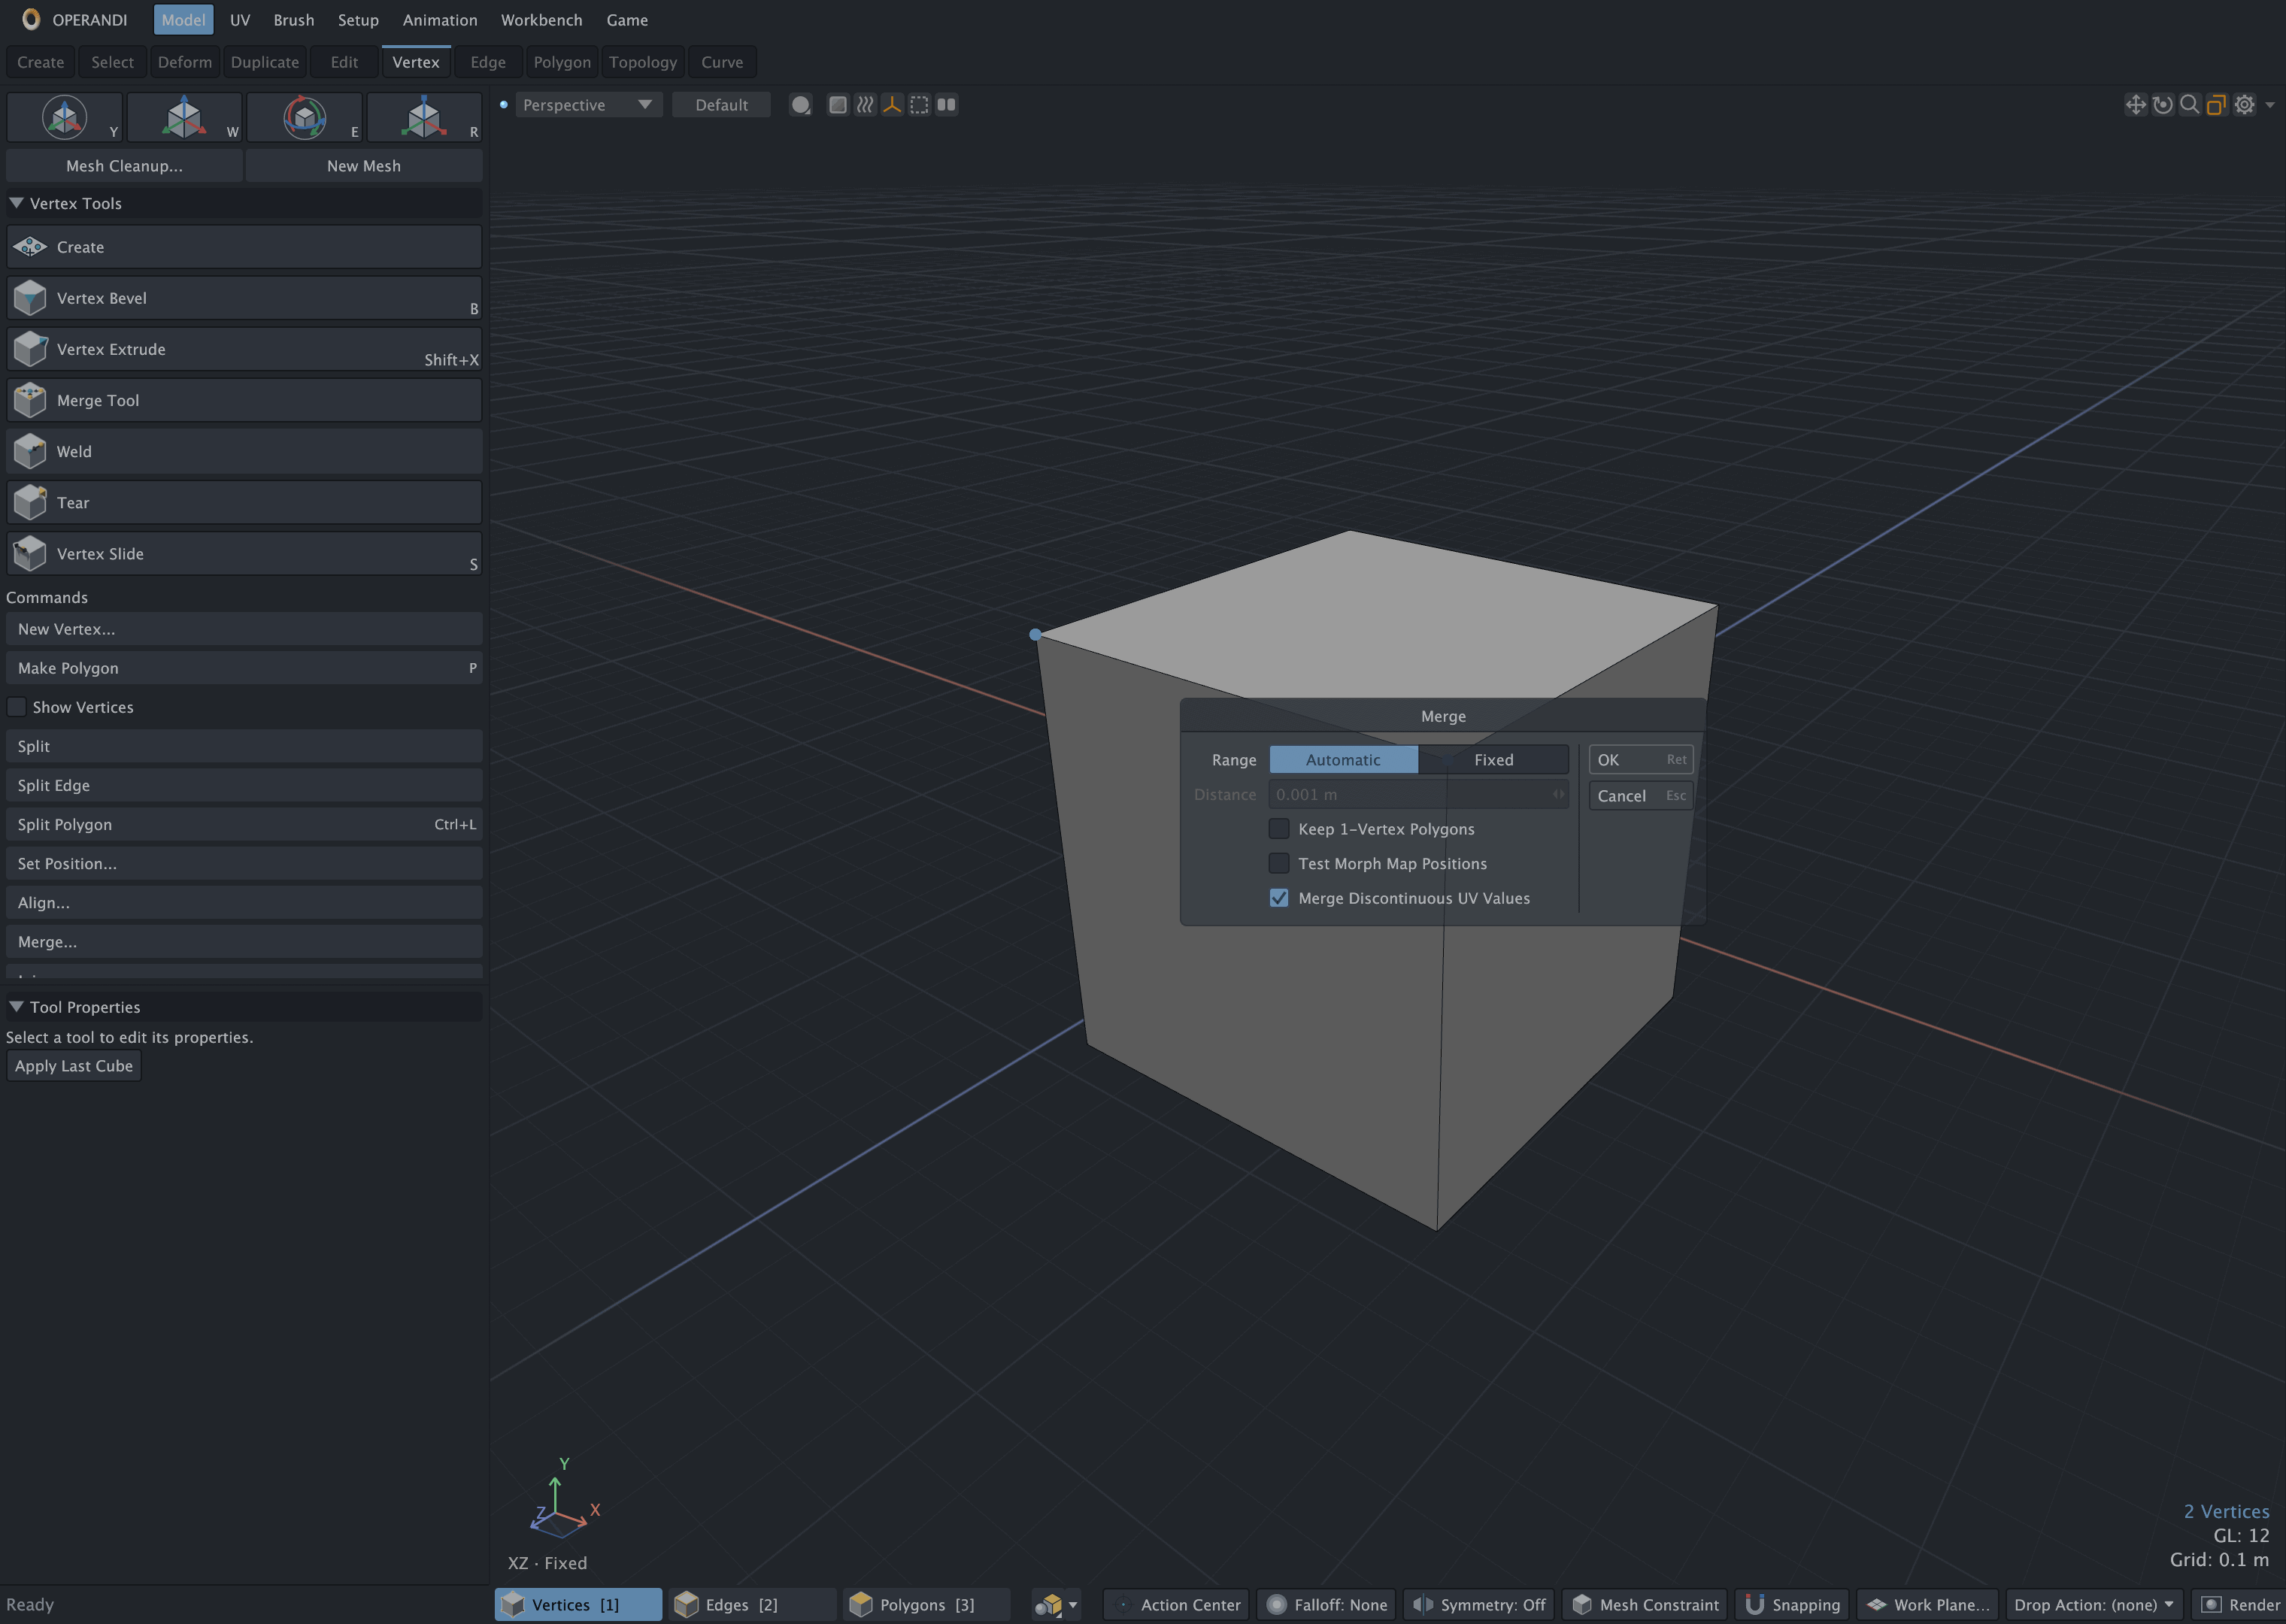 OPERANDI Model UV Brush Setup Animation Workbench Game
Create Select Deform Duplicate Edit Vertex Edge Polygon Topology Curve
Y W E R
Perspective Default
Mesh Cleanup... New Mesh
Vertex Tools
Create
Vertex Bevel B
Vertex Extrude Shift+X
Merge Tool
Weld
Tear
Vertex Slide S
Commands
New Vertex...
Make Polygon P
Show Vertices
Split
Split Edge
Split Polygon Ctrl+L
Set Position...
Align...
Merge...
Tool Properties
Select a tool to edit its properties.
Apply Last Cube
Merge
Range Automatic Fixed OK Ret
Distance 0.001 m Cancel Esc
Keep 1-Vertex Polygons
Test Morph Map Positions
Merge Discontinuous UV Values
Y
Z X
XZ · Fixed
2 Vertices
GL: 12
Grid: 0.1 m
Ready Vertices [1] Edges [2] Polygons [3] Action Center Falloff: None Symmetry: Off Mesh Constraint Snapping Work Plane... Drop Action: (none) Render